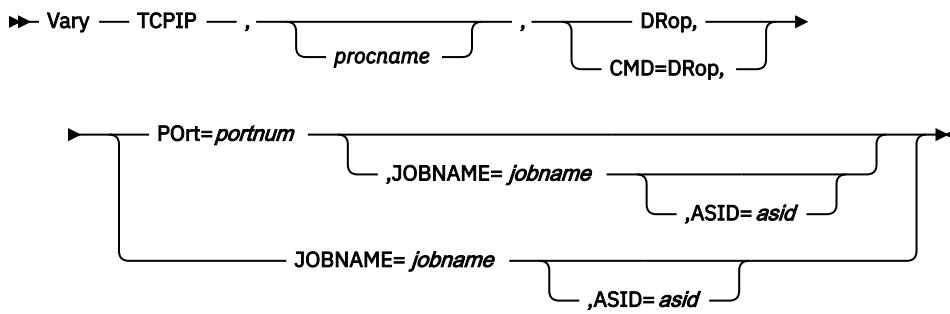 Vary TCPIP , , DRop,
procname
CMD=DRop,
POrt=portnum
,JOBNAME= jobname
,ASID= asid
JOBNAME= jobname
,ASID= asid